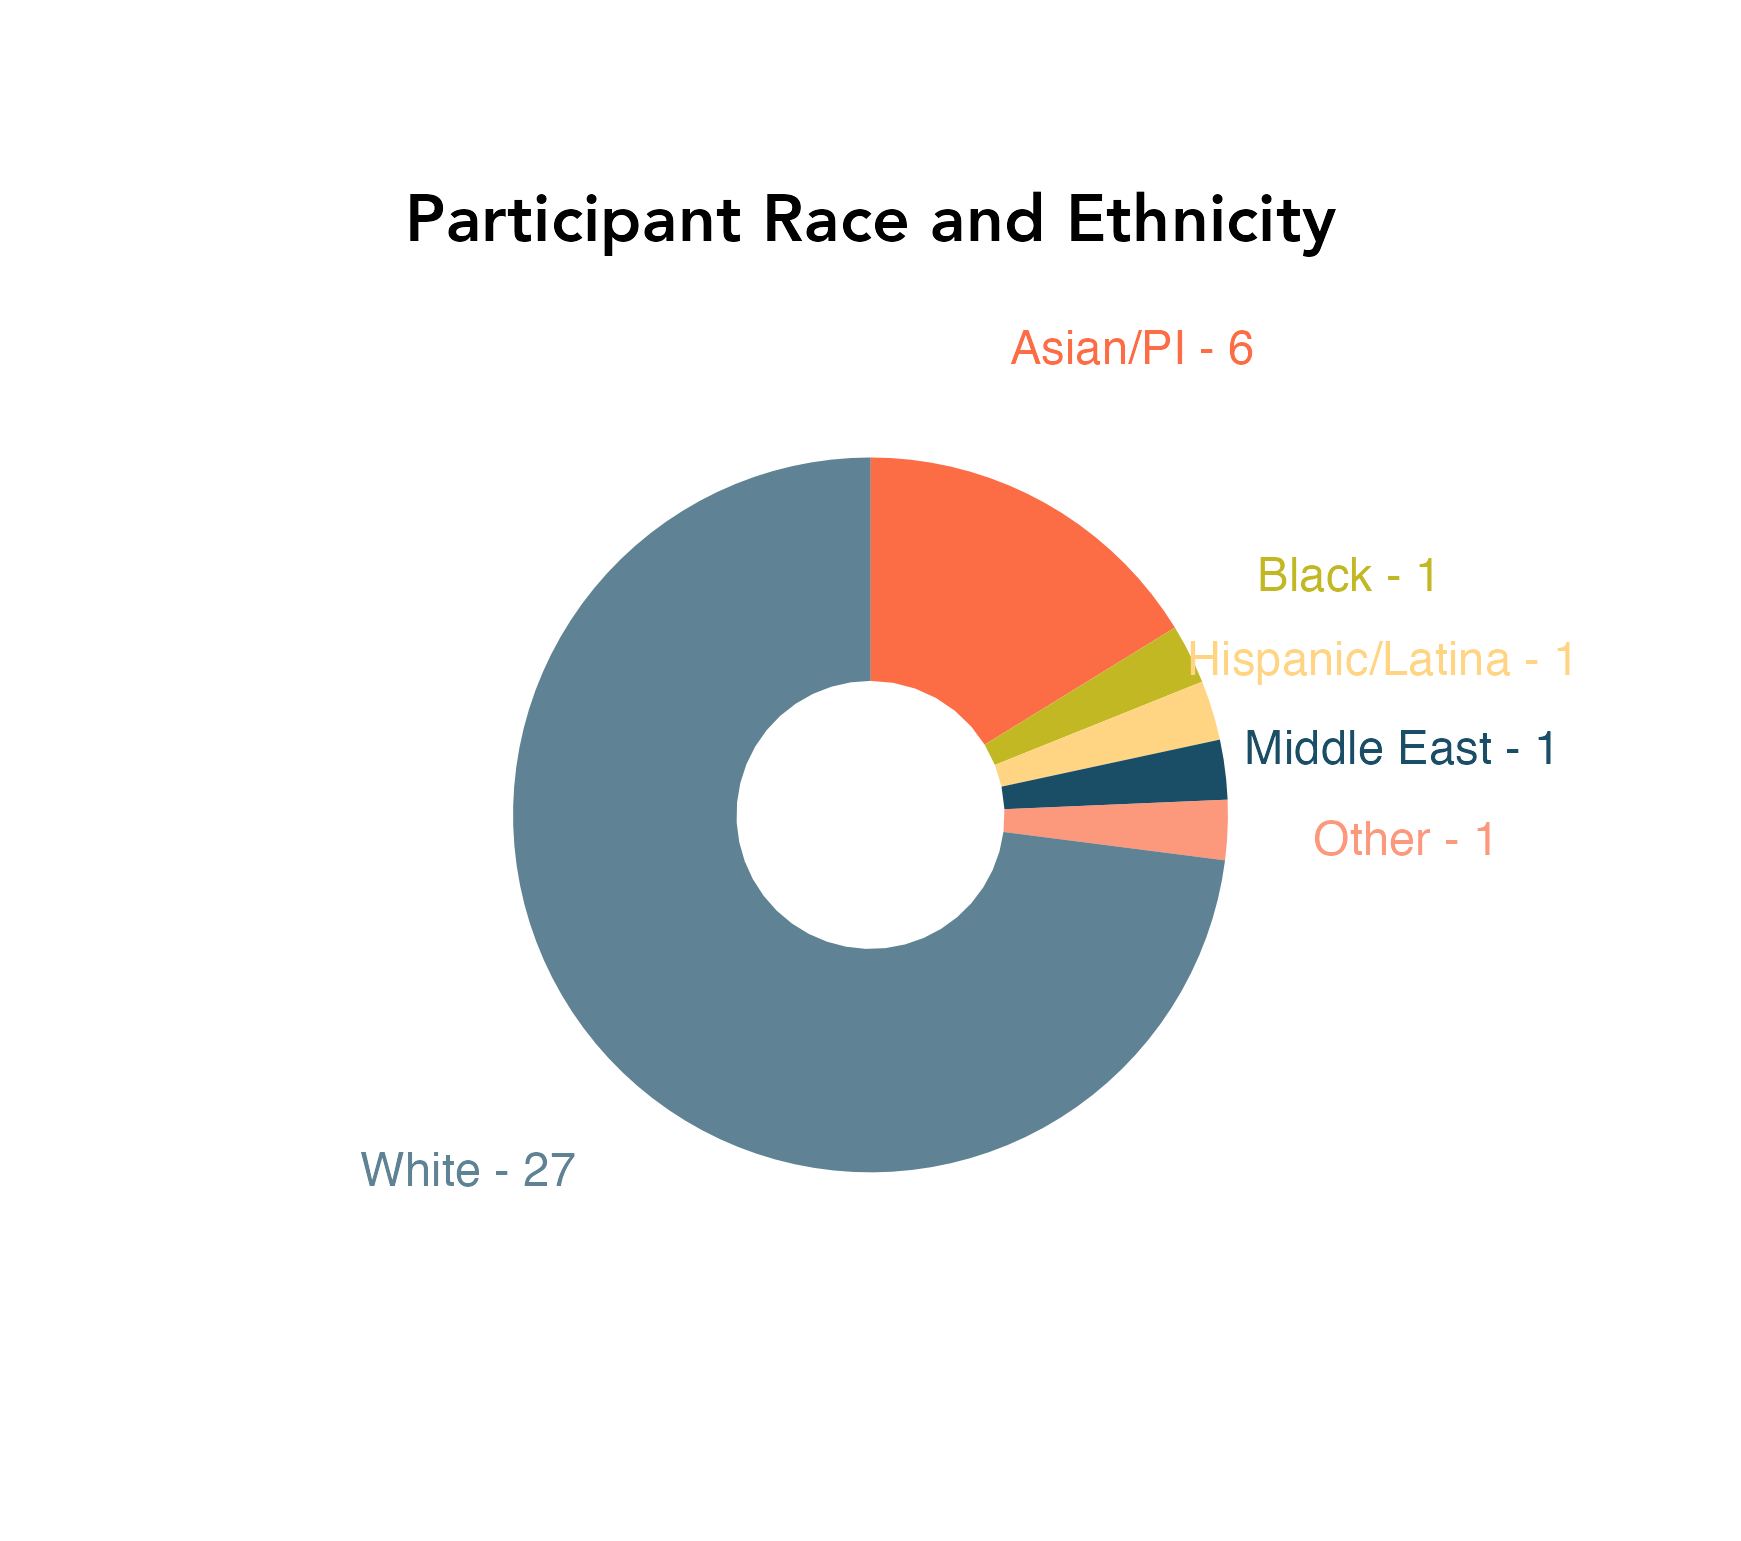 Participant Race and Ethnicity
Asian/PI - 6
Black - 1
Hispanic/Latina - 1
Middle East - 1
Other - 1
White - 27